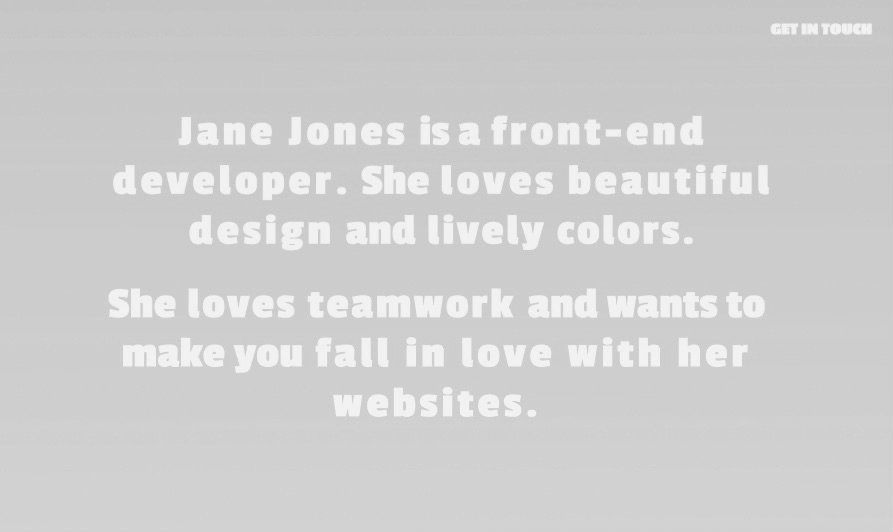 GET IN TOUCH
Jane Jones is a front-end
developer. She loves beautiful
design and lively colors.
She loves teamwork and wants to
make you fall in love with her
websites.